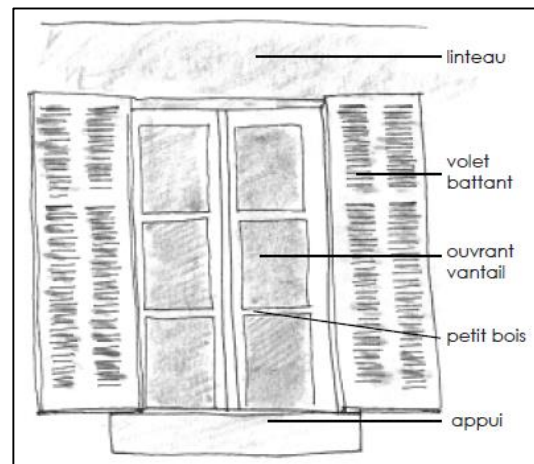 linteau
volet
battant
ouvrant
vantail
petit bois
appui